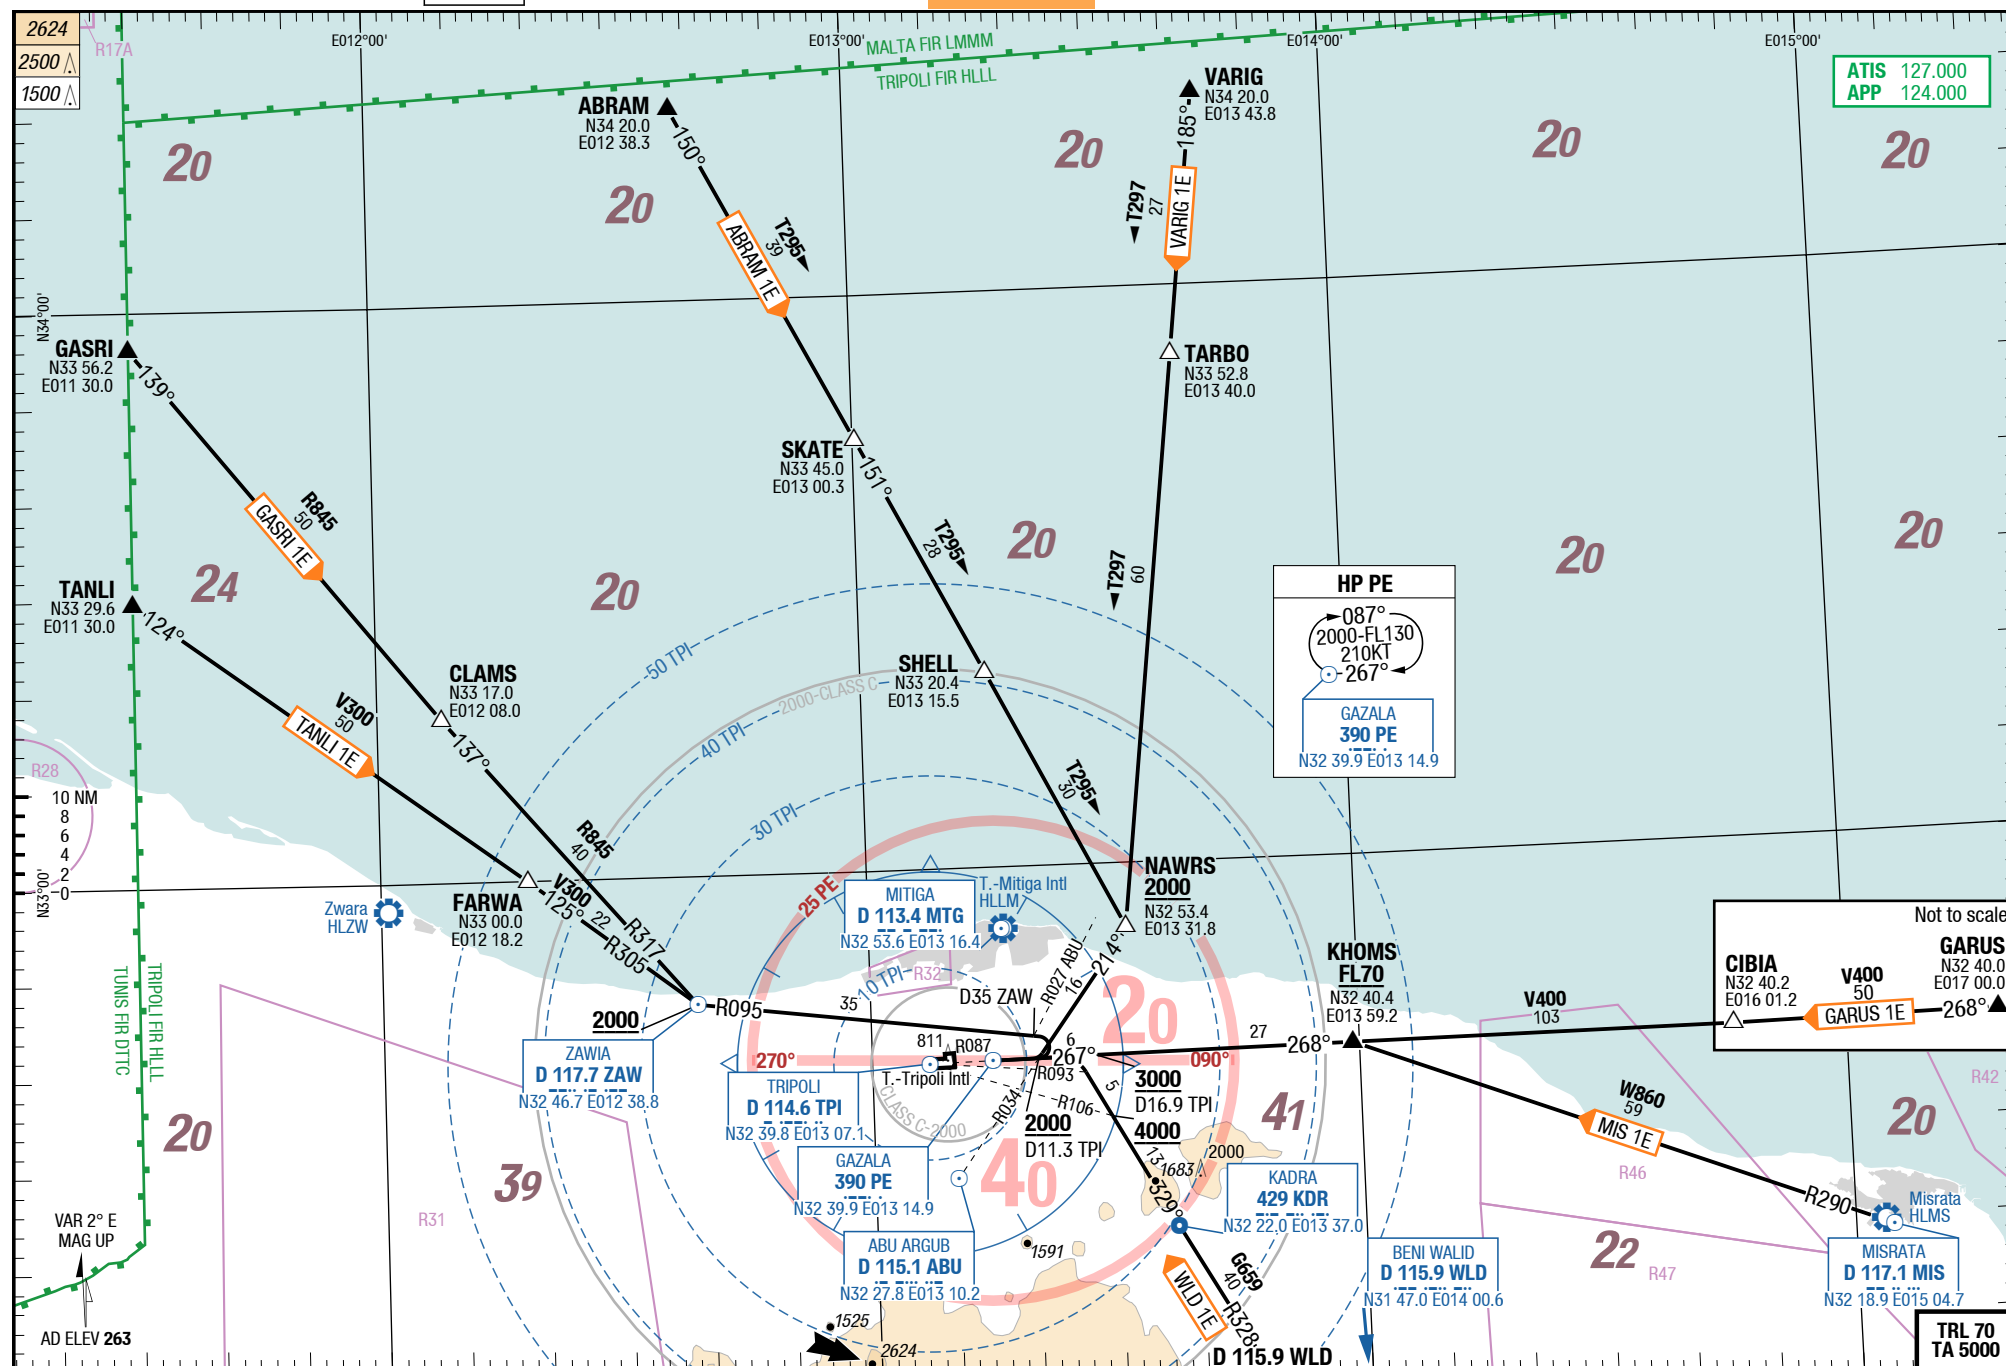 2624
2500
1500
R17A
E012°00'
E013°00'
E014°00'
E015°00'
MALTA FIR LMMM
TRIPOLI FIR HLLL
ATIS 127.000
APP 124.000
ABRAM
N34 20.0
E012 38.3
150°
VARIG
N34 20.0
E013 43.8
185°
20
20
20
20
20
T297
27
VARIG 1E
T295
39
ABRAM 1E
N34°00'
GASRI
N33 56.2
E011 30.0
139°
TARBO
N33 52.8
E013 40.0
SKATE
N33 45.0
E013 00.3
151°
R845
50
GASRI 1E
T295
28
20
20
20
T297
60
TANLI
N33 29.6
E011 30.0
124°
24
20
HP PE
087°
2000-FL130
210KT
267°
GAZALA
390 PE
N32 39.9 E013 14.9
50 TPI
2000-CLASS C
SHELL
N33 20.4
E013 15.5
CLAMS
N33 17.0
E012 08.0
137°
V300
50
TANLI 1E
40 TPI
R28
10 NM
8
6
4
2
0
N33°00'
T295
30
30 TPI
R845
40
NAWRS
2000
N32 53.4
E013 31.8
214°
25 PE
FARWA
N33 00.0
E012 18.2
V300
22
125°
R317
R305
Zwara
HLZW
MITIGA
D 113.4 MTG
N32 53.6 E013 16.4
T.-Mitiga Intl
HLLM
R32
10 TPI
R027 ABU
16
D35 ZAW
Not to scale
GARUS
N32 40.0
E017 00.0
268°
CIBIA
N32 40.2
E016 01.2
V400
50
GARUS 1E
KHOMS
FL70
N32 40.4
E013 59.2
V400
103
TUNIS FIR DTTC
TRIPOLI FIR HLLL
2000
R095
35
20
ZAWIA
D 117.7 ZAW
N32 46.7 E012 38.8
811
R087
T.-Tripoli Intl
CLASS C-2000
270°
6
267°
27
268°
090°
R093
TRIPOLI
D 114.6 TPI
N32 39.8 E013 07.1
R034
R106
5
3000
D16.9 TPI
2000
D11.3 TPI
4000
41
W860
59
MIS 1E
R42
20
20
39
GAZALA
390 PE
N32 39.9 E013 14.9
40
13
1683
2000
329°
KADRA
429 KDR
N32 22.0 E013 37.0
R46
R290
Misrata
HLMS
R31
VAR 2° E
MAG UP
AD ELEV 263
ABU ARGUB
D 115.1 ABU
N32 27.8 E013 10.2
1591
1525
2624
WLD 1E
G659
40
R328
D 115.9 WLD
BENI WALID
D 115.9 WLD
N31 47.0 E014 00.6
22
R47
MISRATA
D 117.1 MIS
N32 18.9 E015 04.7
TRL 70
TA 5000